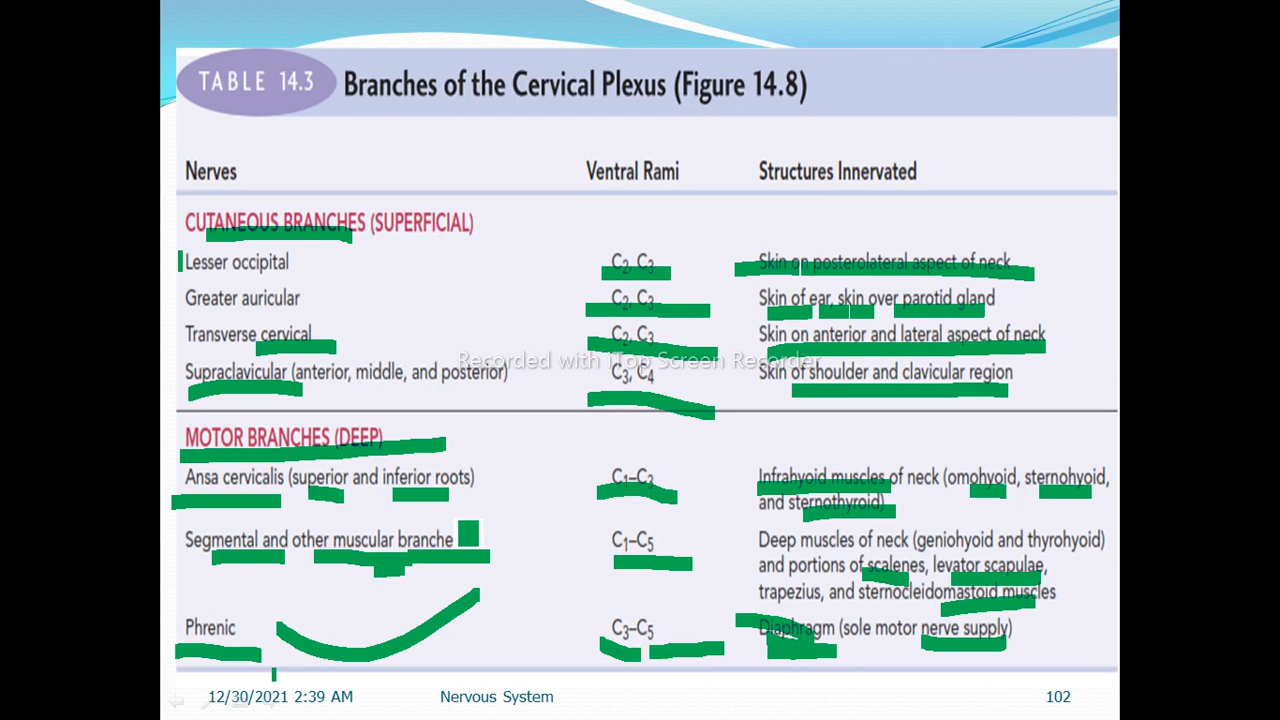 TABLE 14.3 Branches of the Cervical Plexus (Figure 14.8)
Nerves Ventral Rami Structures Innervated
CUTANEOUS BRANCHES (SUPERFICIAL)
Lesser occipital C2, C3 Skin on posterolateral aspect of neck
Greater auricular C2, C3 Skin of ear, skin over parotid gland
Transverse cervical C2, C3 Skin on anterior and lateral aspect of neck
Recorded with iTop Screen Recorder
Supraclavicular (anterior, middle, and posterior) C3, C4 Skin of shoulder and clavicular region
MOTOR BRANCHES (DEEP)
Ansa cervicalis (superior and inferior roots) C1–C3 Infrahyoid muscles of neck (omohyoid, sternohyoid,
and sternothyroid)
Segmental and other muscular branche C1–C5 Deep muscles of neck (geniohyoid and thyrohyoid)
and portions of scalenes, levator scapulae,
trapezius, and sternocleidomastoid muscles
Phrenic C3–C5 Diaphragm (sole motor nerve supply)
12/30/2021 2:39 AM Nervous System 102